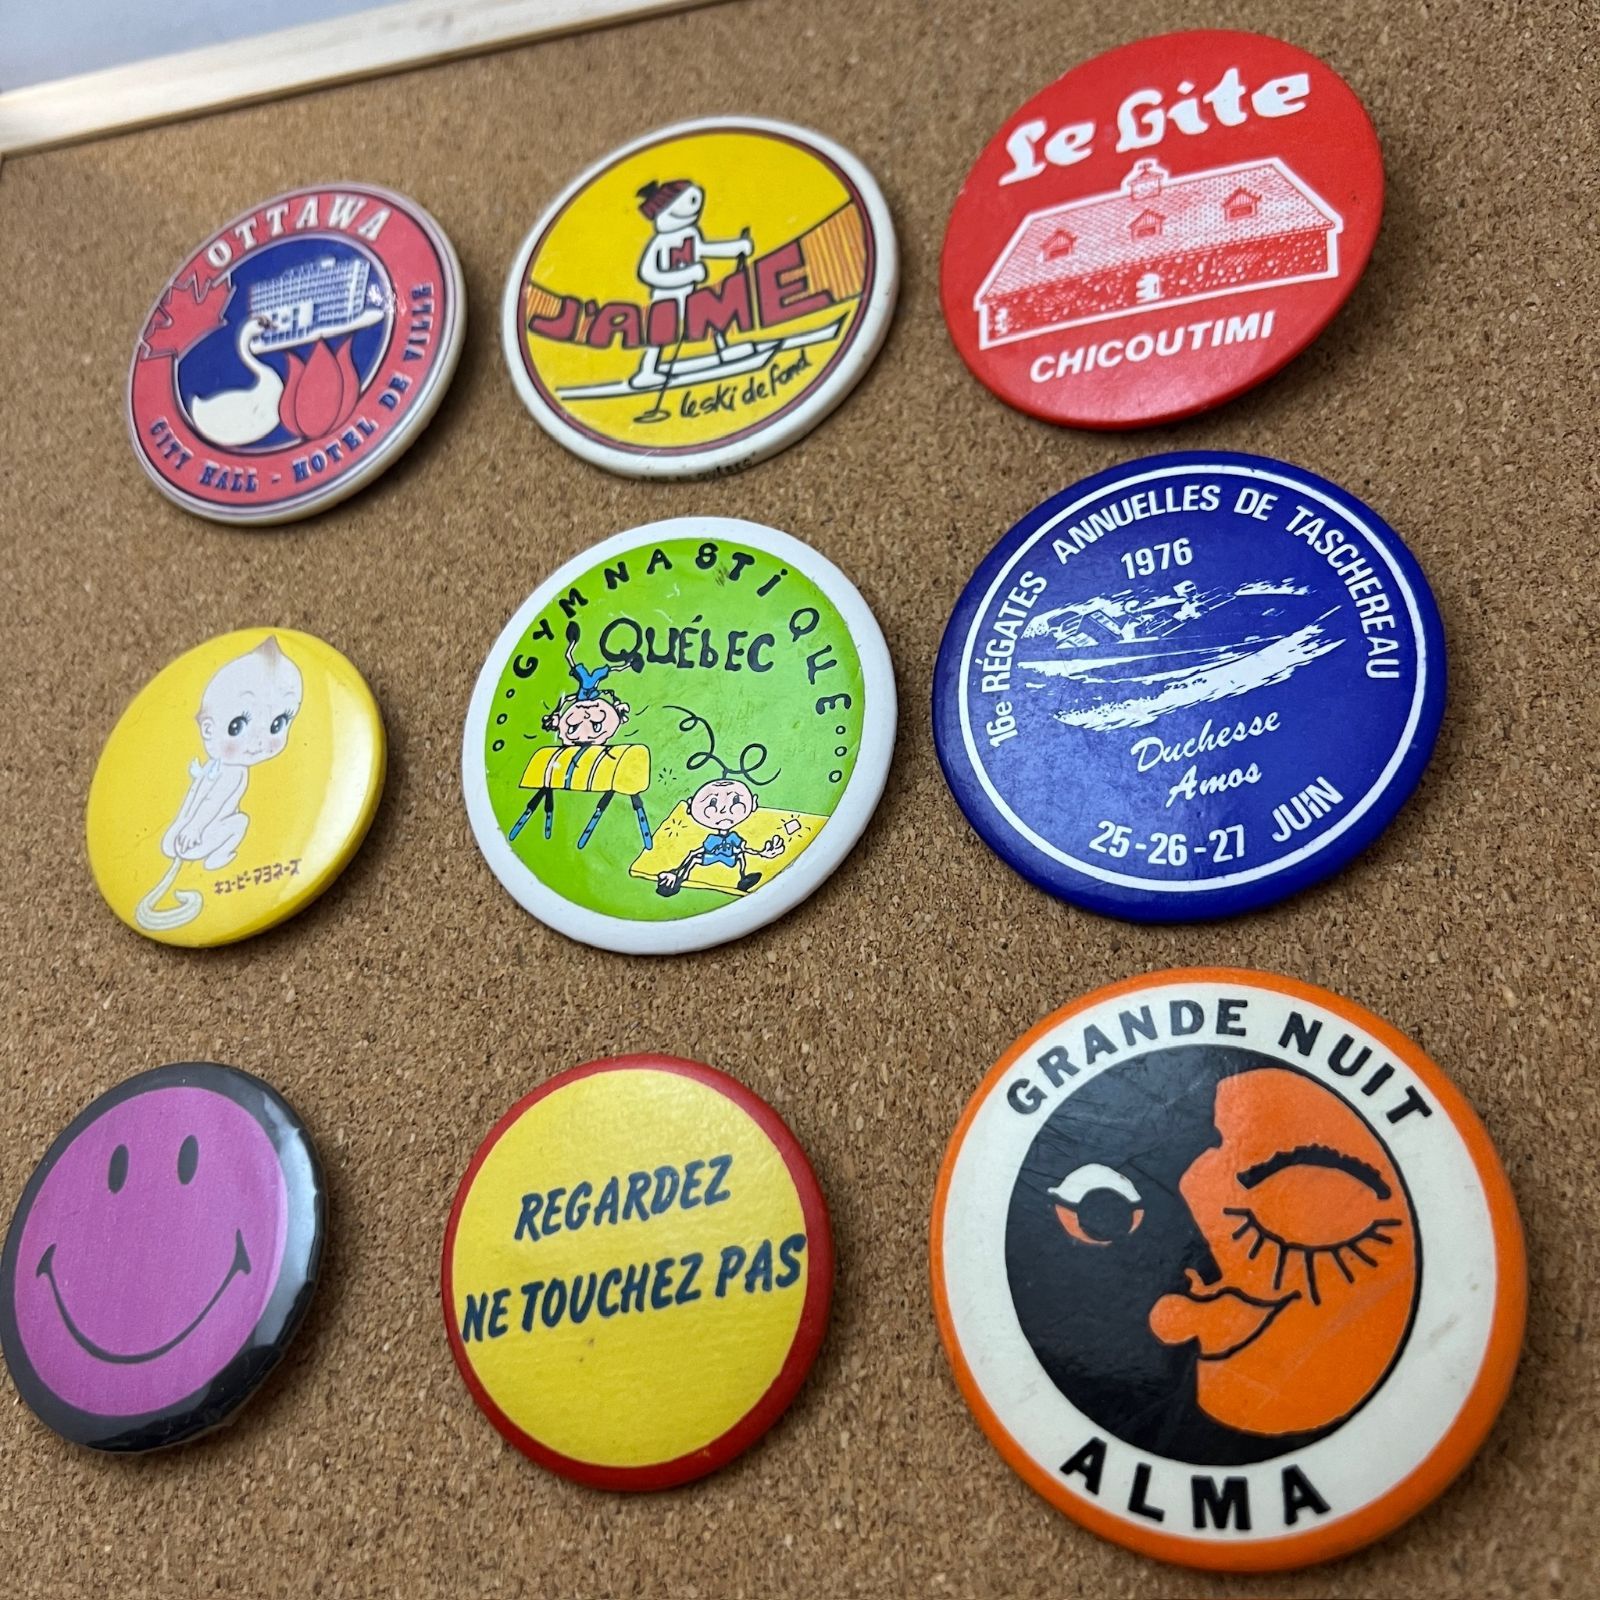 OTTAWA
CITY HALL - HOTEL DE VILLE
M
J'AIME
le ski de fond
Le Gite
CHICOUTIMI
キューピーマヨネーズ
GYMNASTIQUE
QUÉBEC
16e RÉGATES ANNUELLES DE TASCHEREAU
1976
Duchesse
Amos
25-26-27 JUIN
REGARDEZ
NE TOUCHEZ PAS
GRANDE NUIT
ALMA